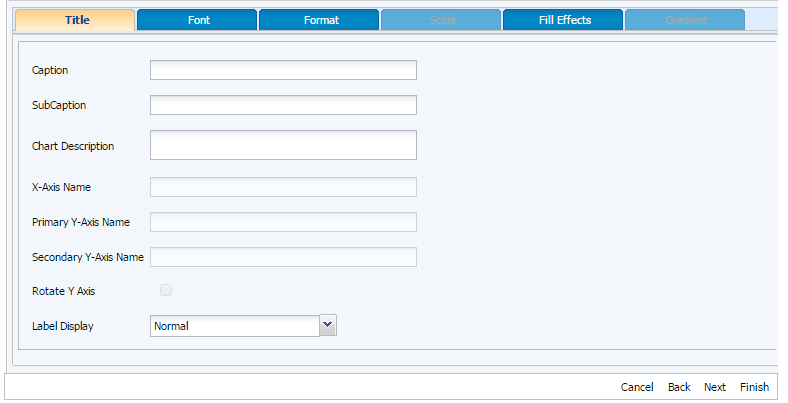 Title Font Format Scale Fill Effects Gradient
Caption
SubCaption
Chart Description
X-Axis Name
Primary Y-Axis Name
Secondary Y-Axis Name
Rotate Y Axis
Label Display Normal
Cancel Back Next Finish